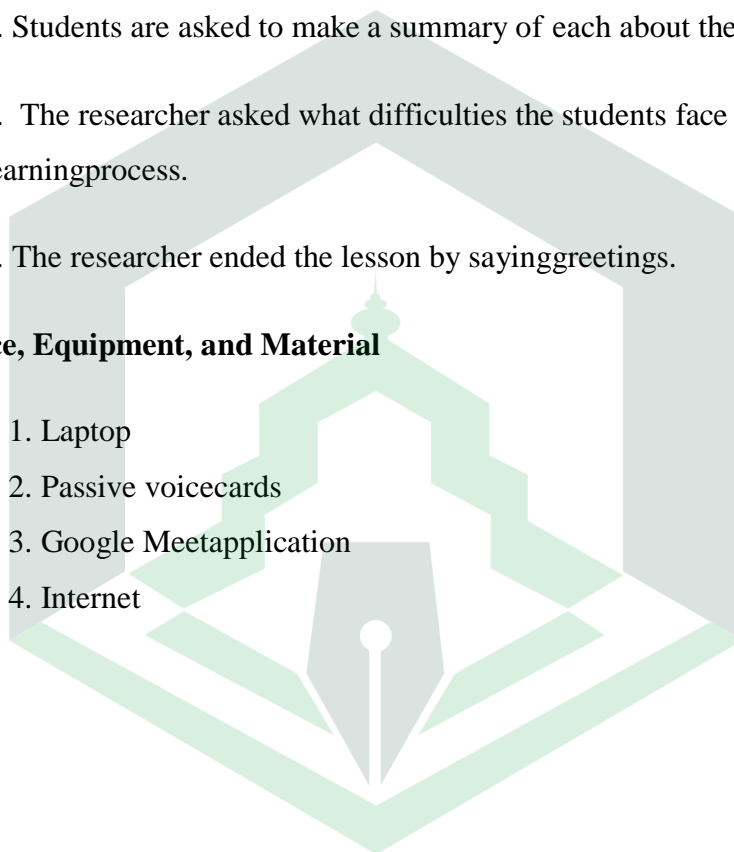 . Students are asked to make a summary of each about the
. The researcher asked what difficulties the students face
earningprocess.
. The researcher ended the lesson by sayinggreetings.
ce, Equipment, and Material
1. Laptop
2. Passive voicecards
3. Google Meetapplication
4. Internet